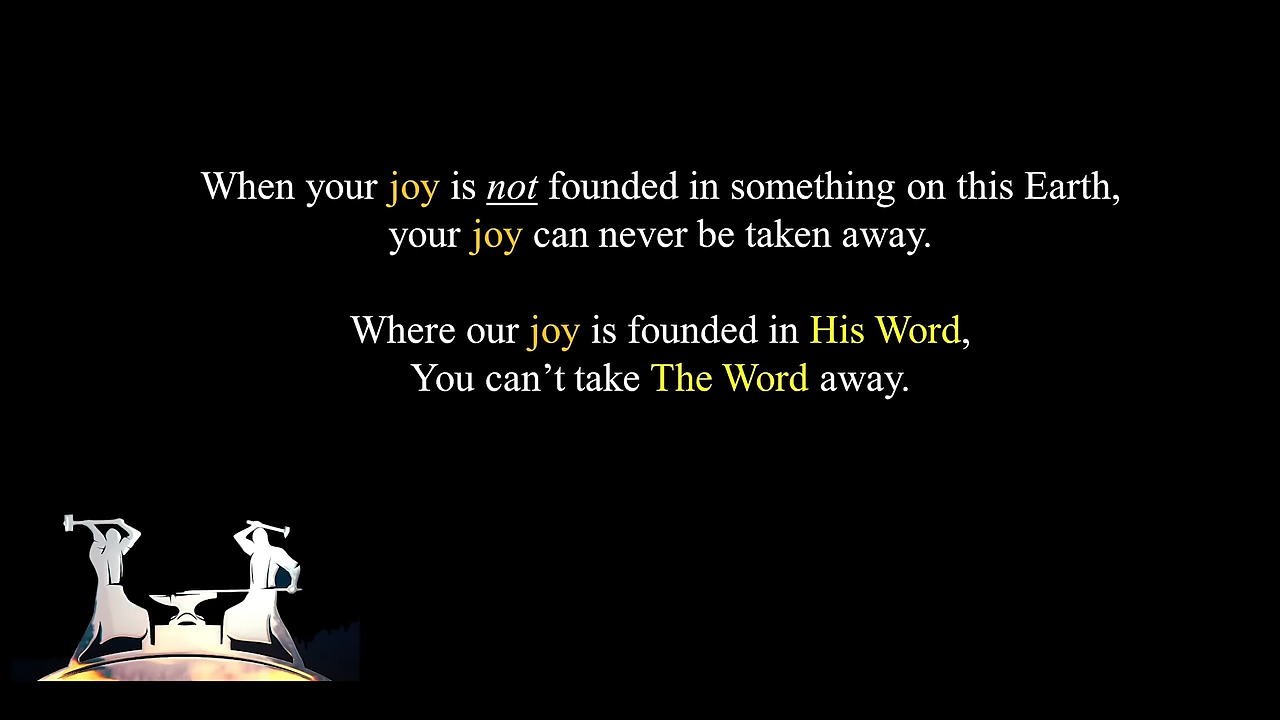 When your joy is not founded in something on this Earth,
your joy can never be taken away.
Where our joy is founded in His Word,
You can’t take The Word away.